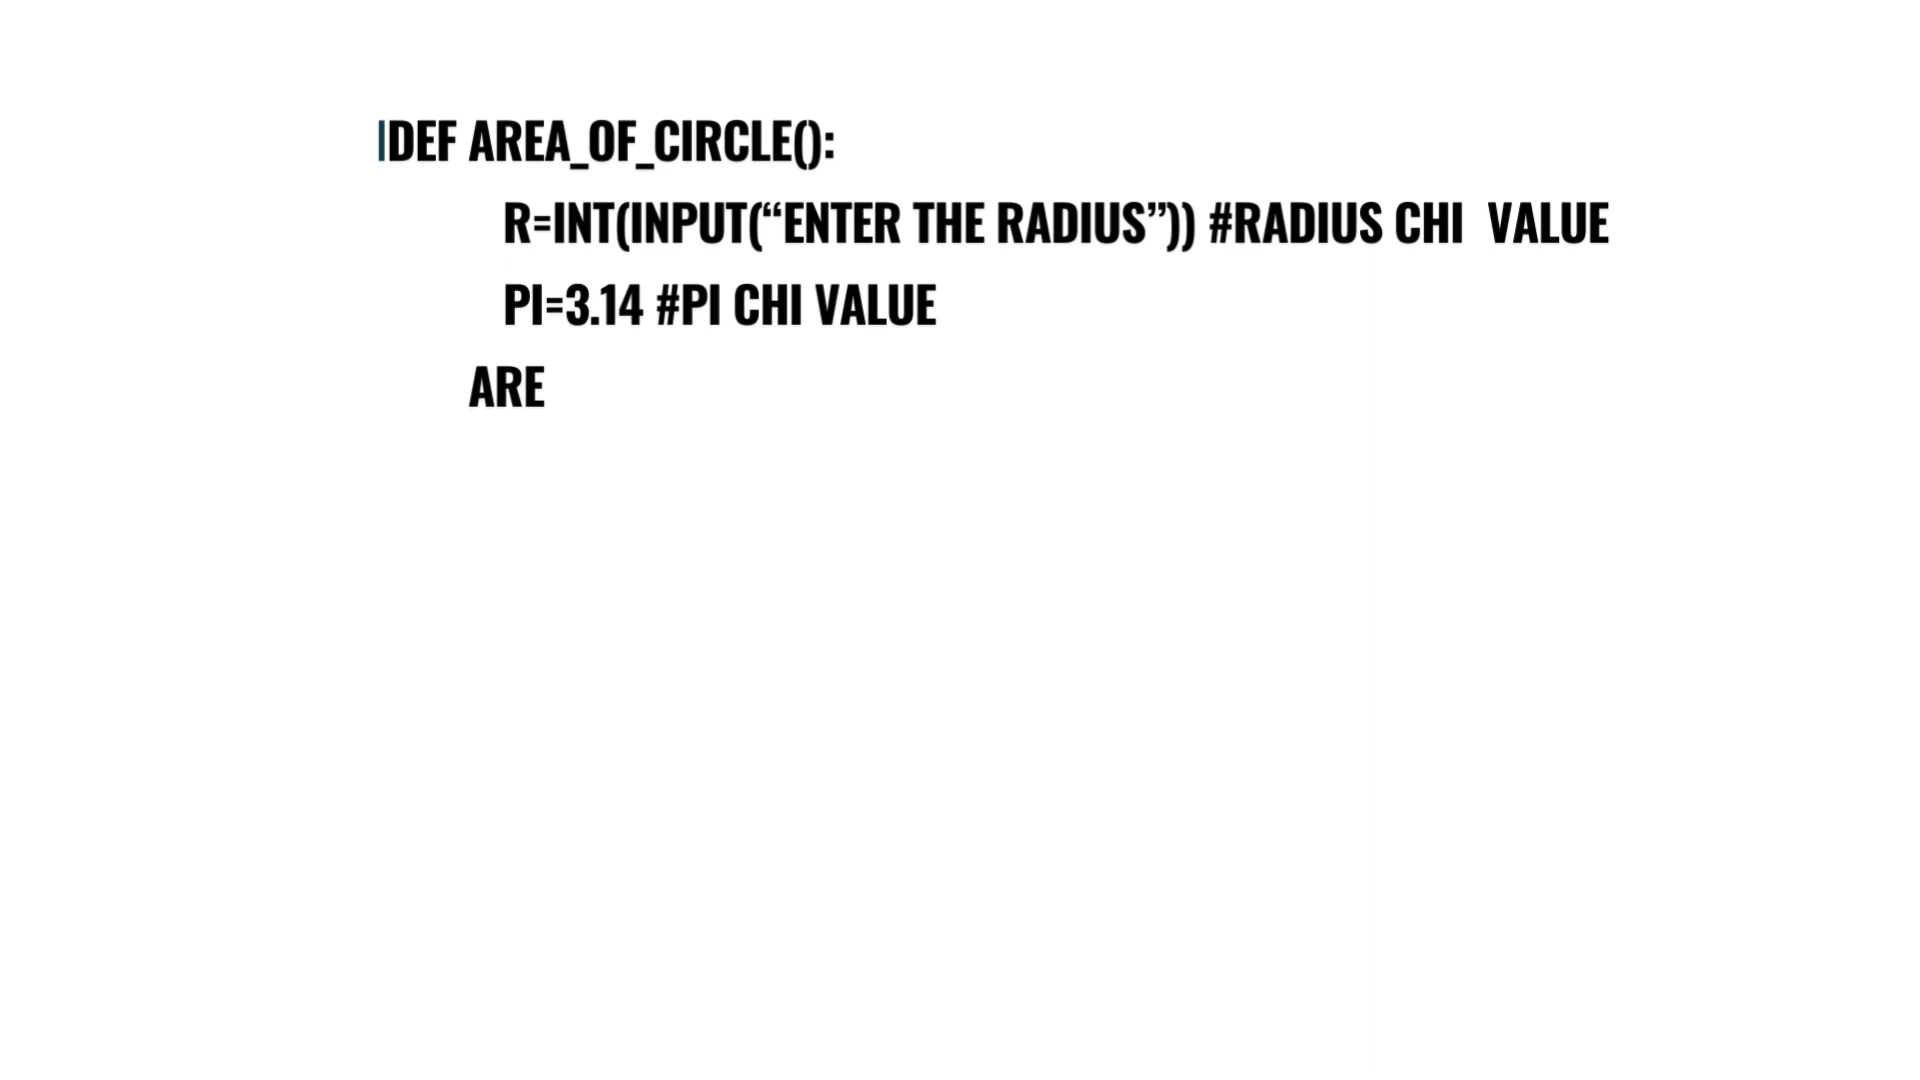 DEF AREA_OF_CIRCLE():
R=INT(INPUT(“ENTER THE RADIUS”)) #RADIUS CHI  VALUE
PI=3.14 #PI CHI VALUE
ARE